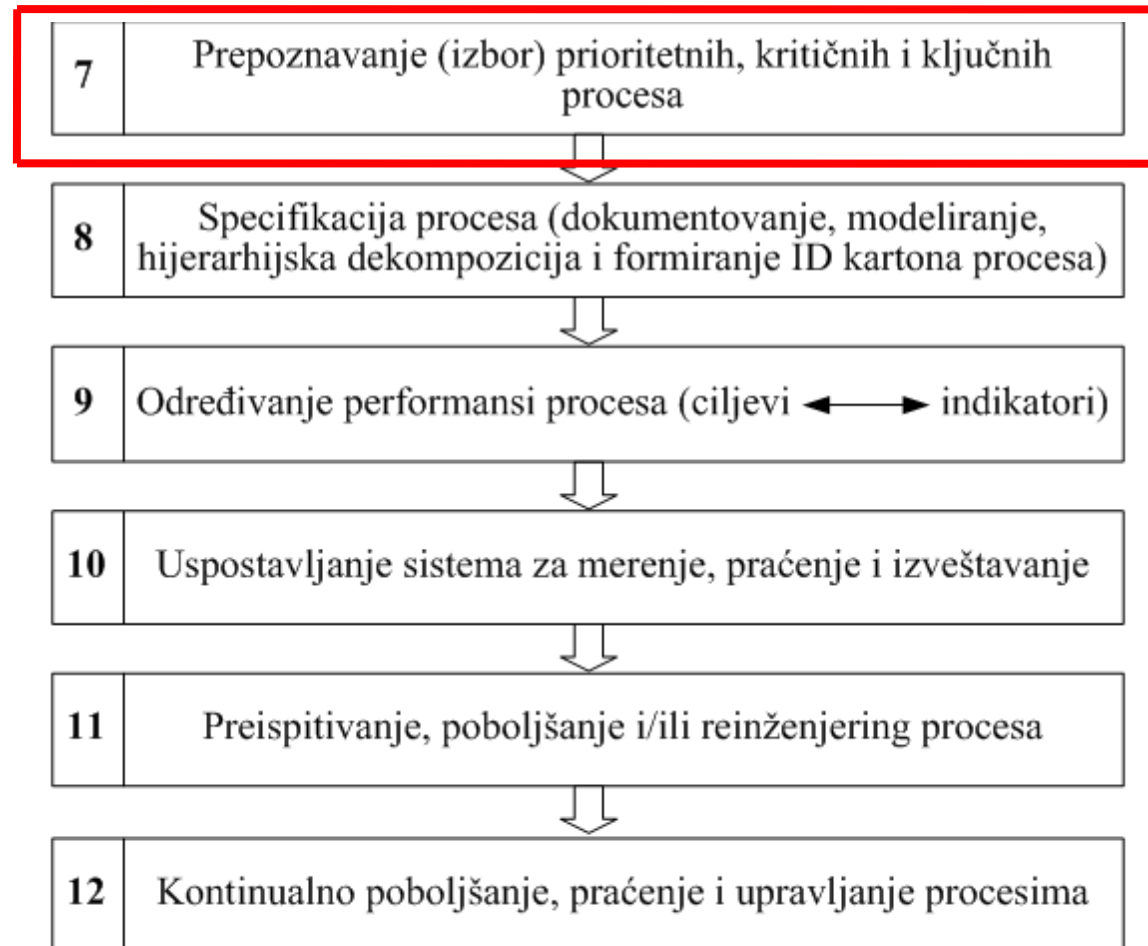 7
Prepoznavanje (izbor) prioritetnih, kritičnih i ključnih
procesa
8
Specifikacija procesa (dokumentovanje, modeliranje,
hijerarhijska dekompozicija i formiranje ID kartona procesa)
9
Određivanje performansi procesa (ciljevi ◄──► indikatori)
10
Uspostavljanje sistema za merenje, praćenje i izveštavanje
11
Preispitivanje, poboljšanje i/ili reinženjering procesa
12
Kontinualno poboljšanje, praćenje i upravljanje procesima